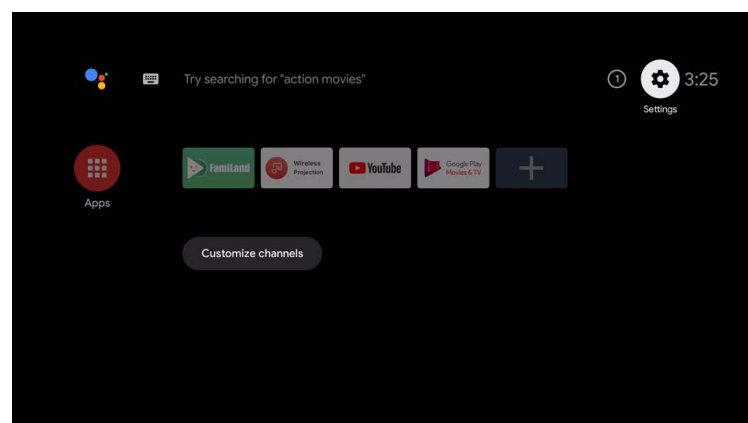 Try searching for "action movies"
1
3:25
Settings
FamiLand
Wireless
Projection
YouTube
Google Play
Movies & TV
Apps
Customize channels